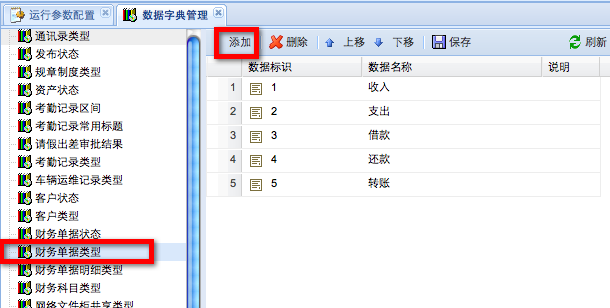 运行参数配置 数据字典管理
通讯录类型
发布状态
规章制度类型
资产状态
考勤记录区间
考勤记录常用标题
请假出差审批结果
考勤记录类型
车辆运维记录类型
客户状态
客户类型
财务单据状态
财务单据类型
财务单据明细类型
财务科目类型
网络文件柜共享类型
添加 删除 上移 下移 保存 刷新
数据标识 数据名称 说明
1 1 收入
2 2 支出
3 3 借款
4 4 还款
5 5 转账